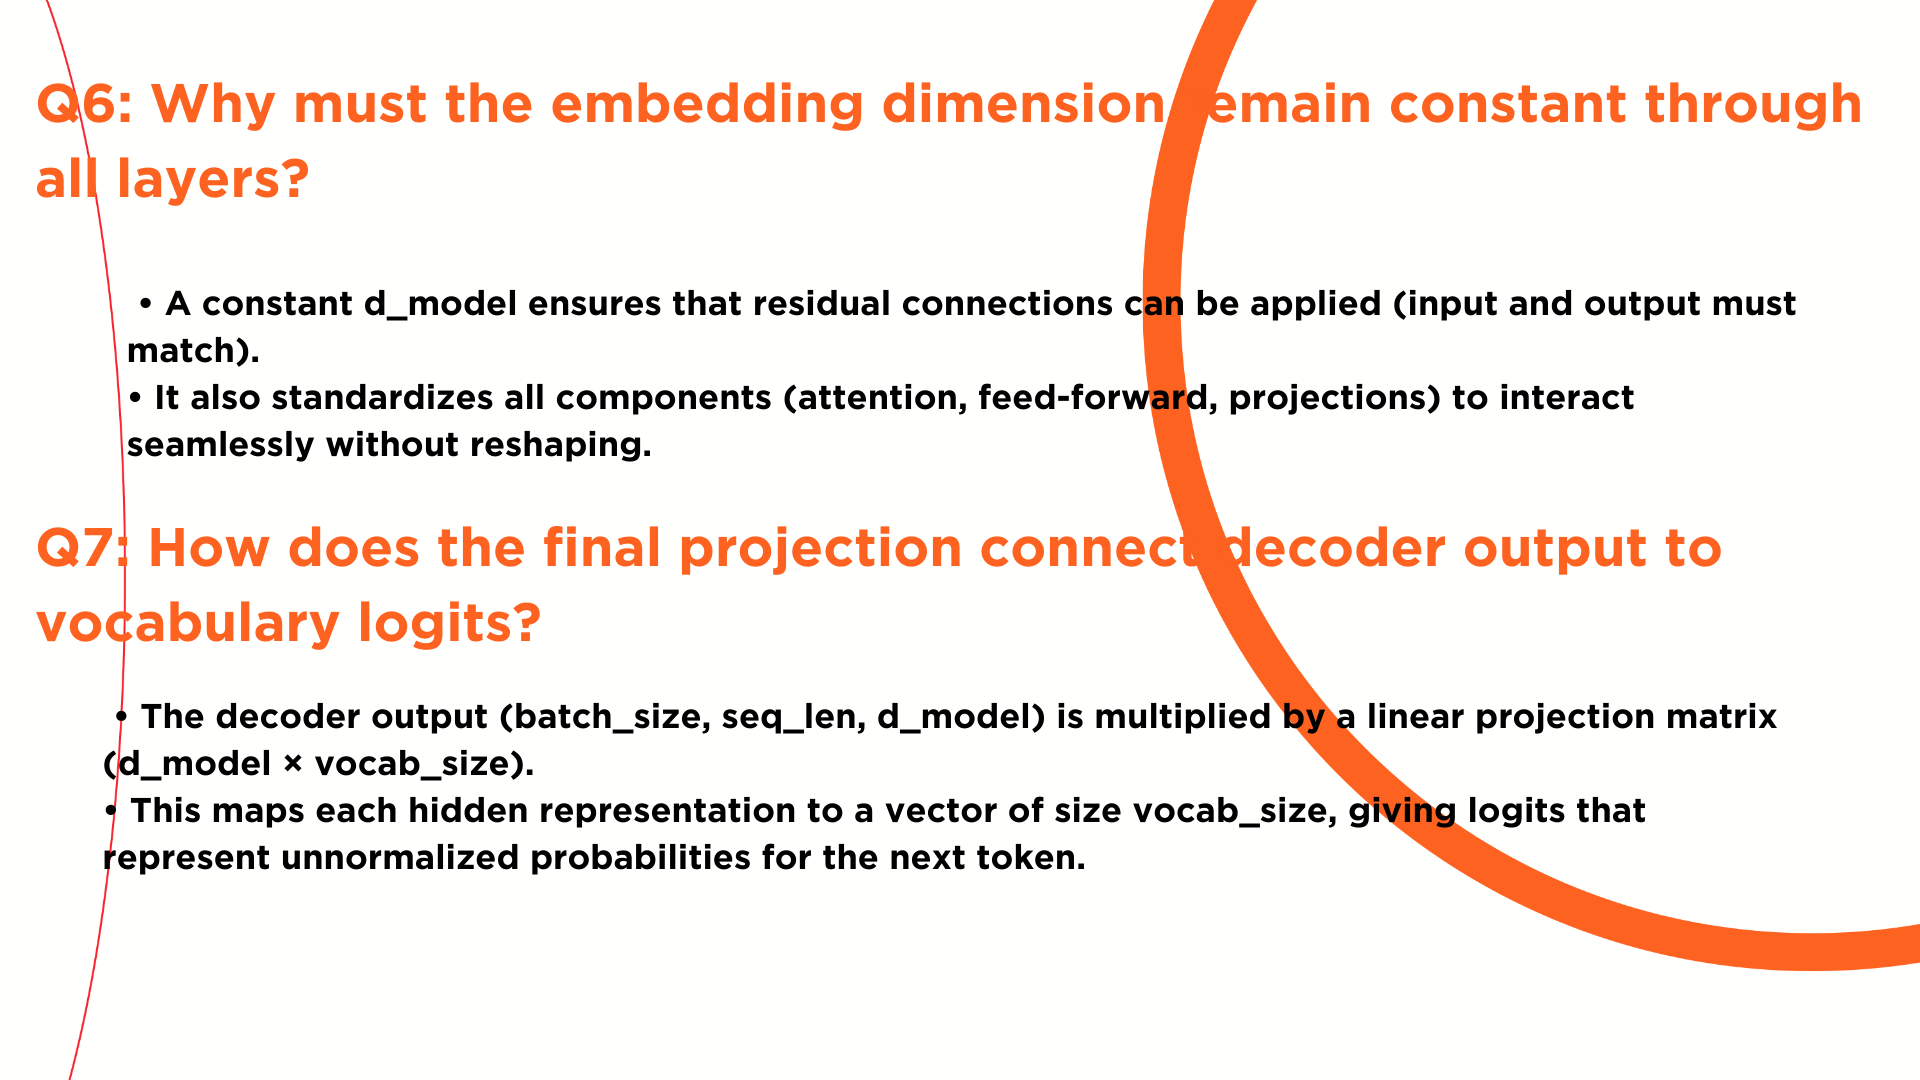 Q6: Why must the embedding dimension remain constant through
all layers?
• A constant d_model ensures that residual connections can be applied (input and output must
match).
• It also standardizes all components (attention, feed-forward, projections) to interact
seamlessly without reshaping.
Q7: How does the final projection connect decoder output to
vocabulary logits?
• The decoder output (batch_size, seq_len, d_model) is multiplied by a linear projection matrix
(d_model × vocab_size).
• This maps each hidden representation to a vector of size vocab_size, giving logits that
represent unnormalized probabilities for the next token.